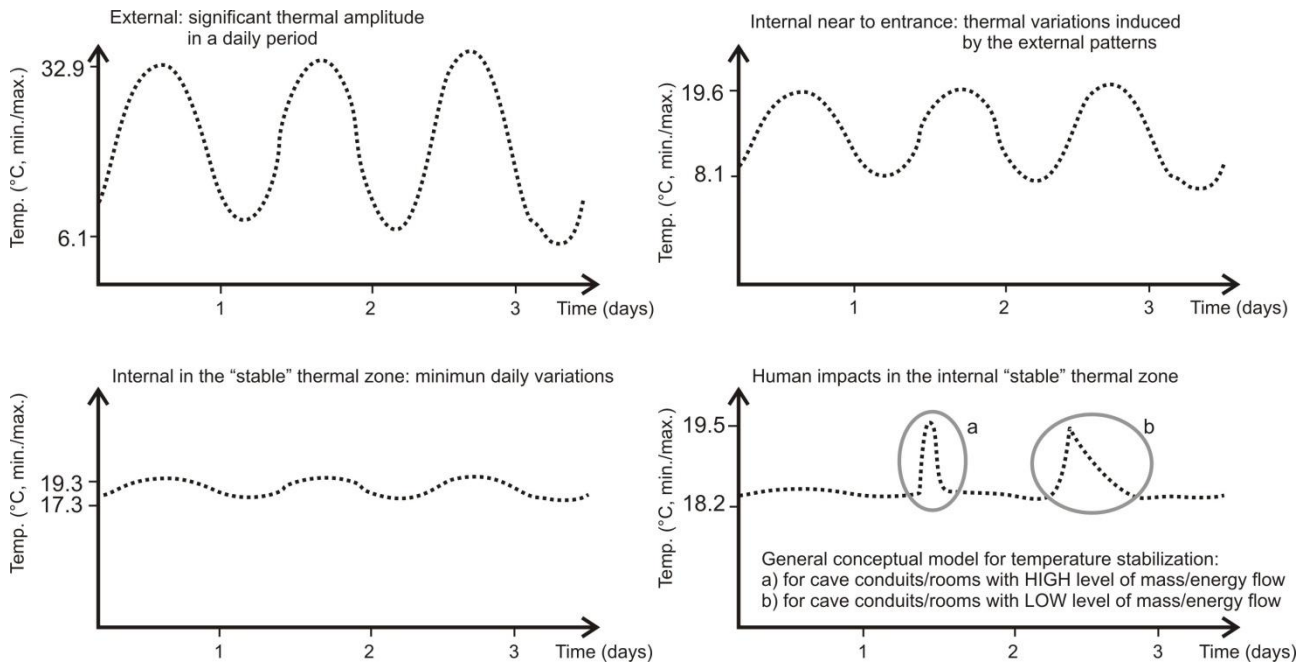 External: significant thermal amplitude
in a daily period
Temp. (°C, min./max.)
32.9
6.1
1
2
3
Time (days)
Internal near to entrance: thermal variations induced
by the external patterns
Temp. (°C, min./max.)
19.6
8.1
1
2
3
Time (days)
Internal in the “stable” thermal zone: minimun daily variations
Temp. (°C, min./max.)
19.3
17.3
1
2
3
Time (days)
Human impacts in the internal “stable” thermal zone
Temp. (°C, min./max.)
19.5
18.2
a
b
General conceptual model for temperature stabilization:
a) for cave conduits/rooms with HIGH level of mass/energy flow
b) for cave conduits/rooms with LOW level of mass/energy flow
1
2
3
Time (days)